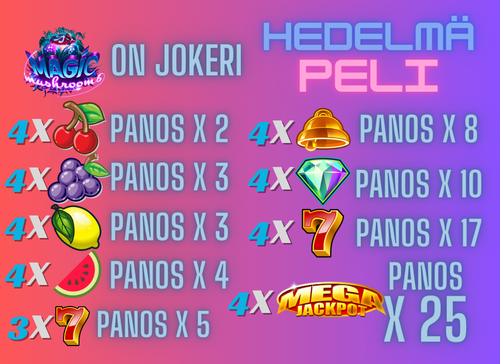 MAGIC
mushrooms
ON JOKERI
HEDELMÄ
PELI
4X PANOS X 2
4X PANOS X 3
4X PANOS X 3
4X PANOS X 4
3X 7 PANOS X 5
4X PANOS X 8
4X PANOS X 10
4X 7 PANOS X 17
4X MEGA JACKPOT PANOS
X 25